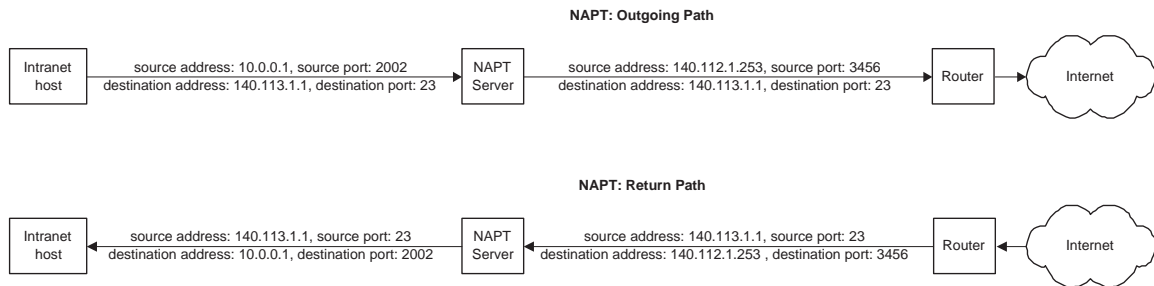 NAPT: Outgoing Path
Intranet
host
source address: 10.0.0.1, source port: 2002
destination address: 140.113.1.1, destination port: 23
NAPT
Server
source address: 140.112.1.253, source port: 3456
destination address: 140.113.1.1, destination port: 23
Router
Internet
NAPT: Return Path
Intranet
host
source address: 140.113.1.1, source port: 23
destination address: 10.0.0.1, destination port: 2002
NAPT
Server
source address: 140.113.1.1, source port: 23
destination address: 140.112.1.253 , destination port: 3456
Router
Internet